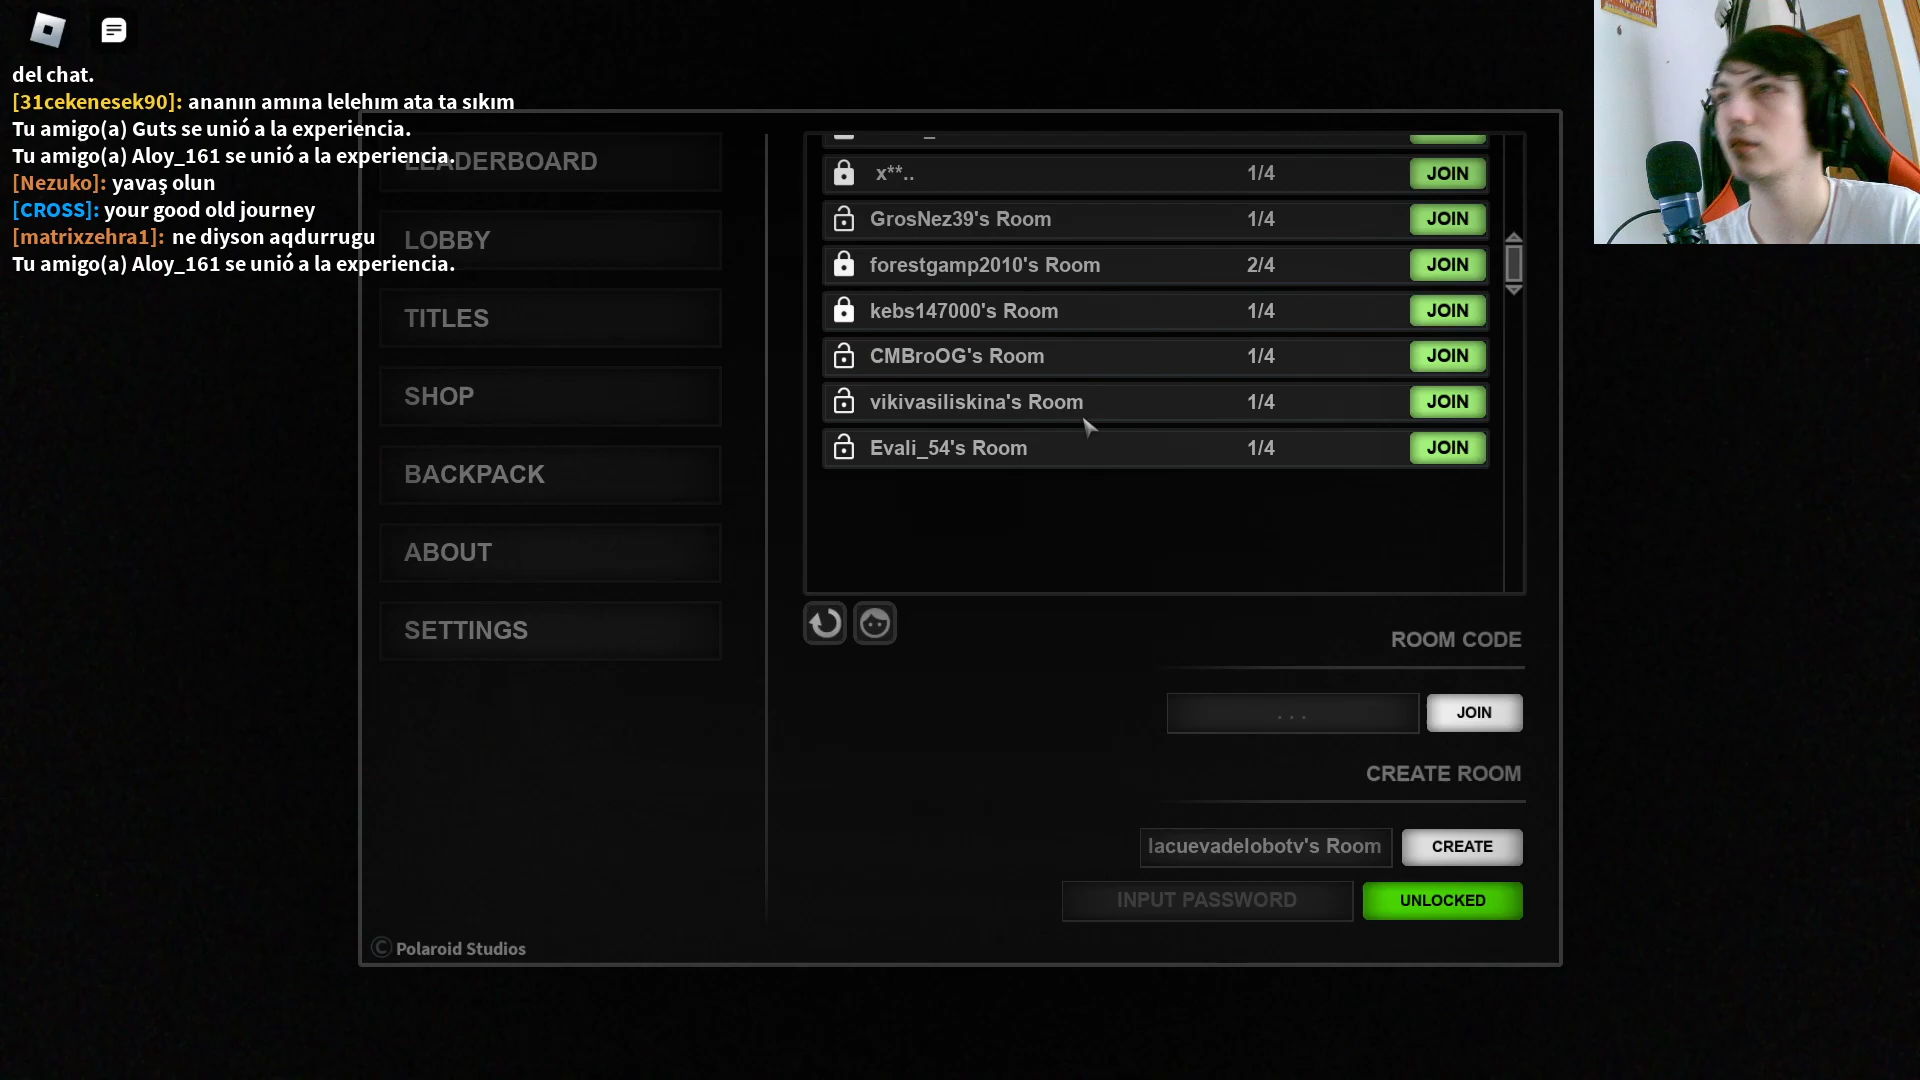 del chat.
[31cekenesek90]: ananın amına lelehım ata ta sıkım
Tu amigo(a) Guts se unió a la experiencia.
Tu amigo(a) Aloy_161 se unió a la experiencia.
[Nezuko]: yavaş olun
[CROSS]: your good old journey
[matrixzehra1]: ne diyson aqdurrugu
Tu amigo(a) Aloy_161 se unió a la experiencia.
LEADERBOARD
LOBBY
TITLES
SHOP
BACKPACK
ABOUT
SETTINGS
x**.. 1/4 JOIN
GrosNez39's Room 1/4 JOIN
forestgamp2010's Room 2/4 JOIN
kebs147000's Room 1/4 JOIN
CMBroOG's Room 1/4 JOIN
vikivasiliskina's Room 1/4 JOIN
Evali_54's Room 1/4 JOIN
ROOM CODE
... JOIN
CREATE ROOM
lacuevadelobotv's Room CREATE
INPUT PASSWORD UNLOCKED
© Polaroid Studios